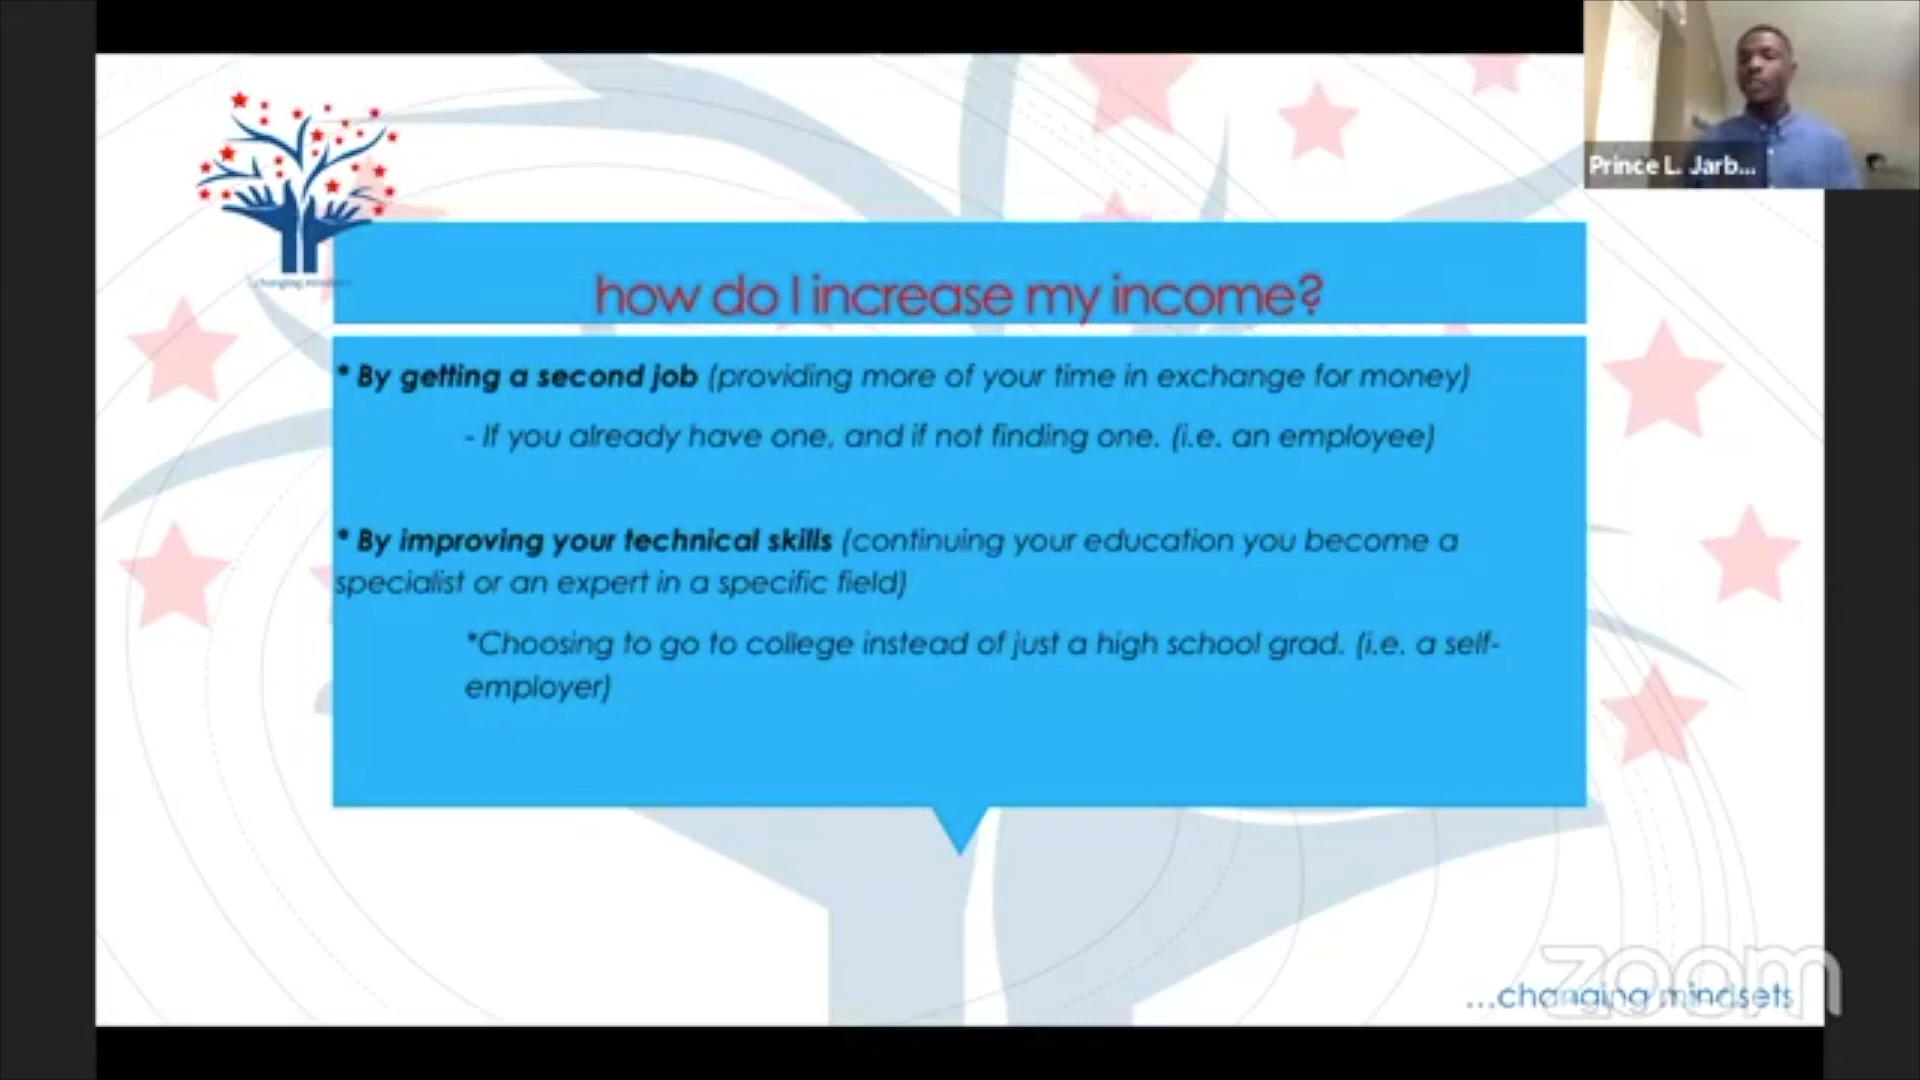 Prince L. Jarb...
how do I increase my income?
* By getting a second job (providing more of your time in exchange for money)
- If you already have one, and if not finding one. (i.e. an employee)
* By improving your technical skills (continuing your education you become a
specialist or an expert in a specific field)
*Choosing to go to college instead of just a high school grad. (i.e. a self-
employer)
zoom
...changing mindsets